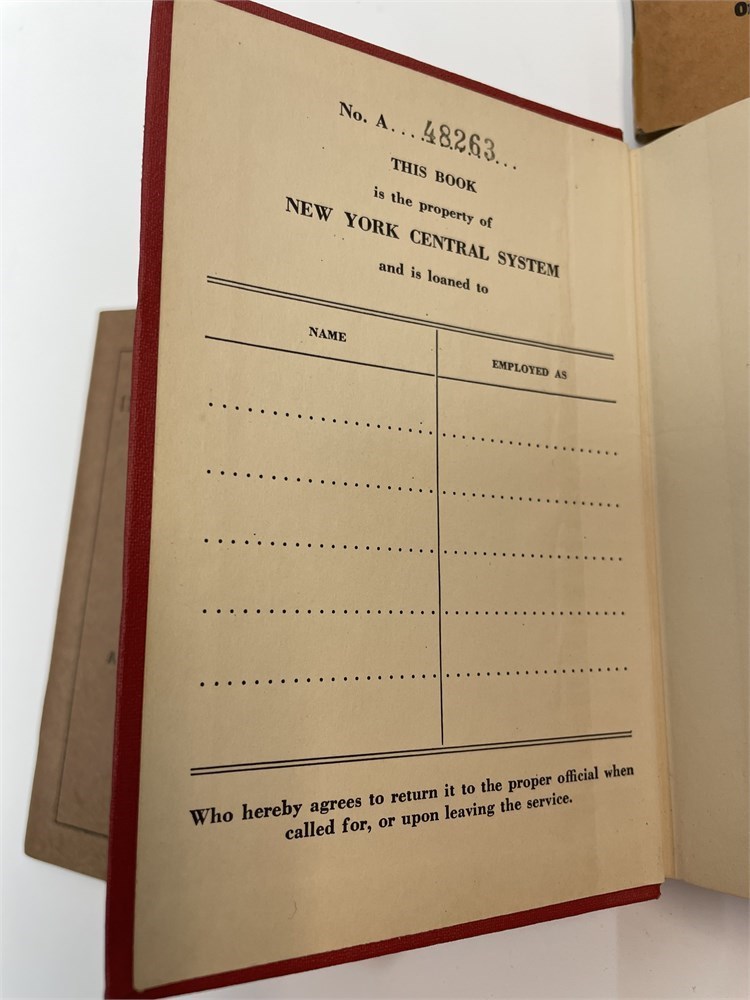 No. A....48263...
THIS BOOK
is the property of
NEW YORK CENTRAL SYSTEM
and is loaned to
NAME
EMPLOYED AS
Who hereby agrees to return it to the proper official when
called for, or upon leaving the service.